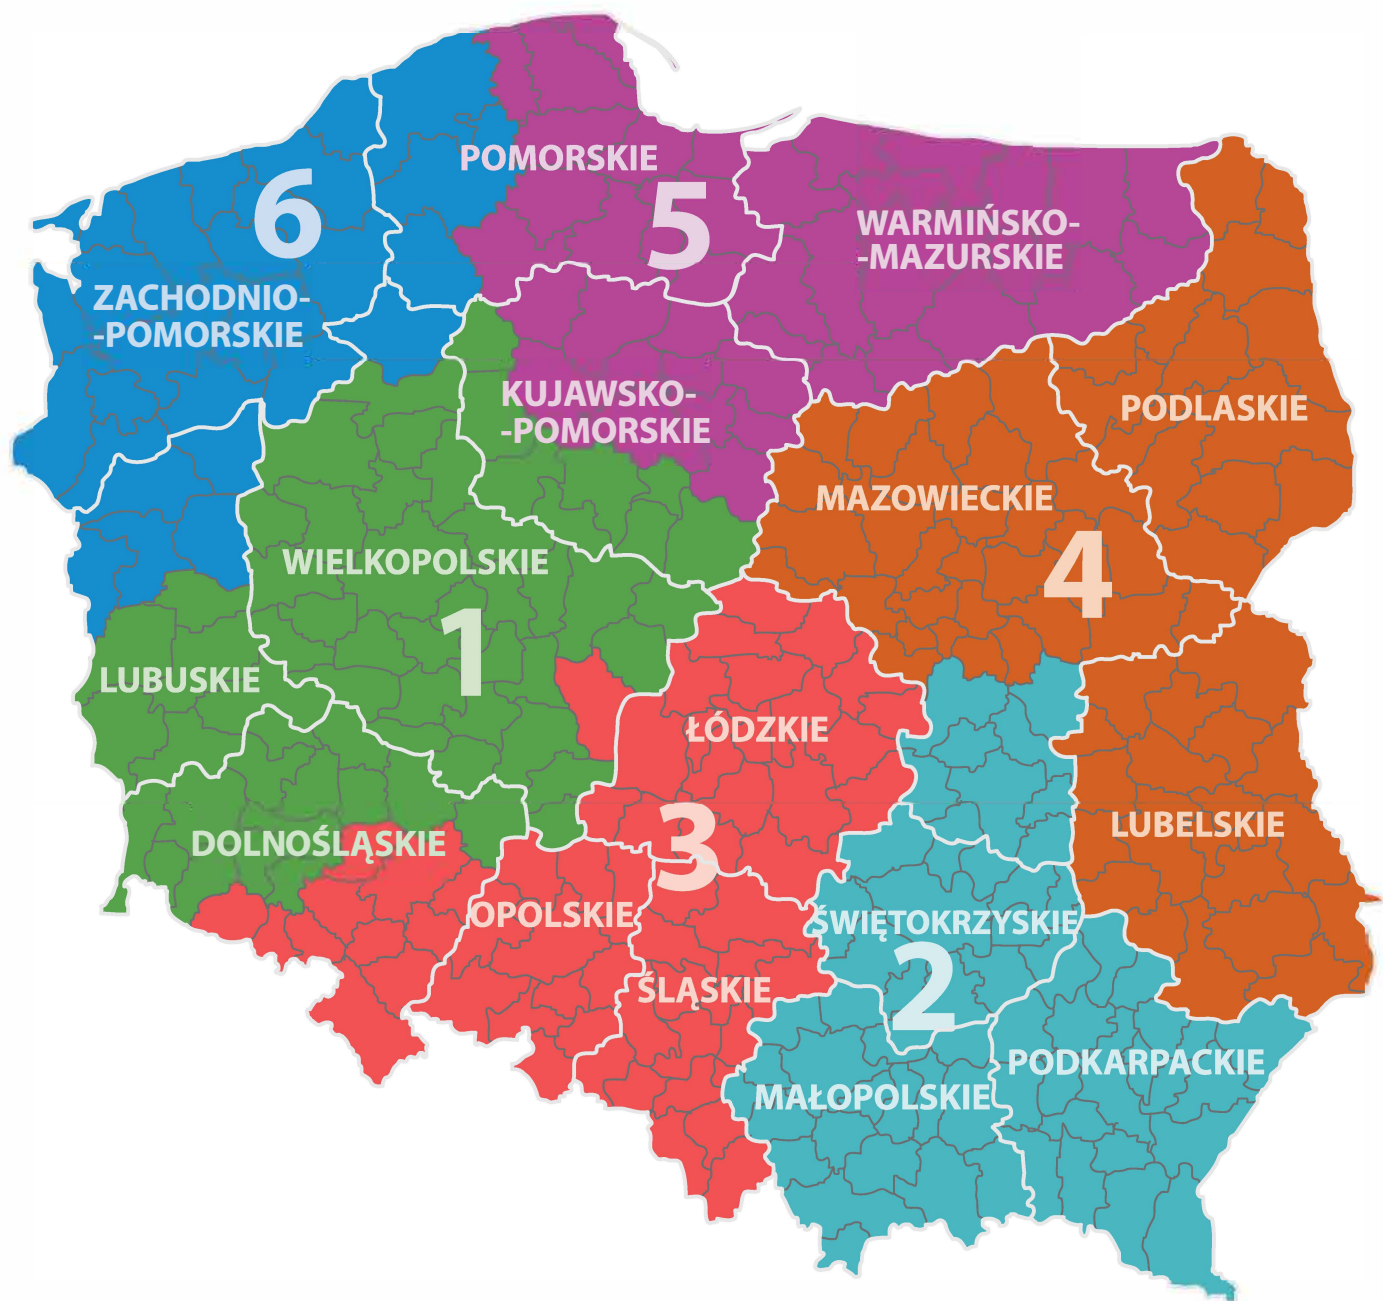 POMORSKIE
6
5
WARMIŃSKO-
-MAZURSKIE
ZACHODNIO-
-POMORSKIE
KUJAWSKO-
-POMORSKIE
PODLASKIE
MAZOWIECKIE
4
WIELKOPOLSKIE
1
LUBUSKIE
ŁÓDZKIE
3
DOLNOŚLĄSKIE
LUBELSKIE
OPOLSKIE
ŚWIĘTOKRZYSKIE
2
ŚLĄSKIE
PODKARPACKIE
MAŁOPOLSKIE